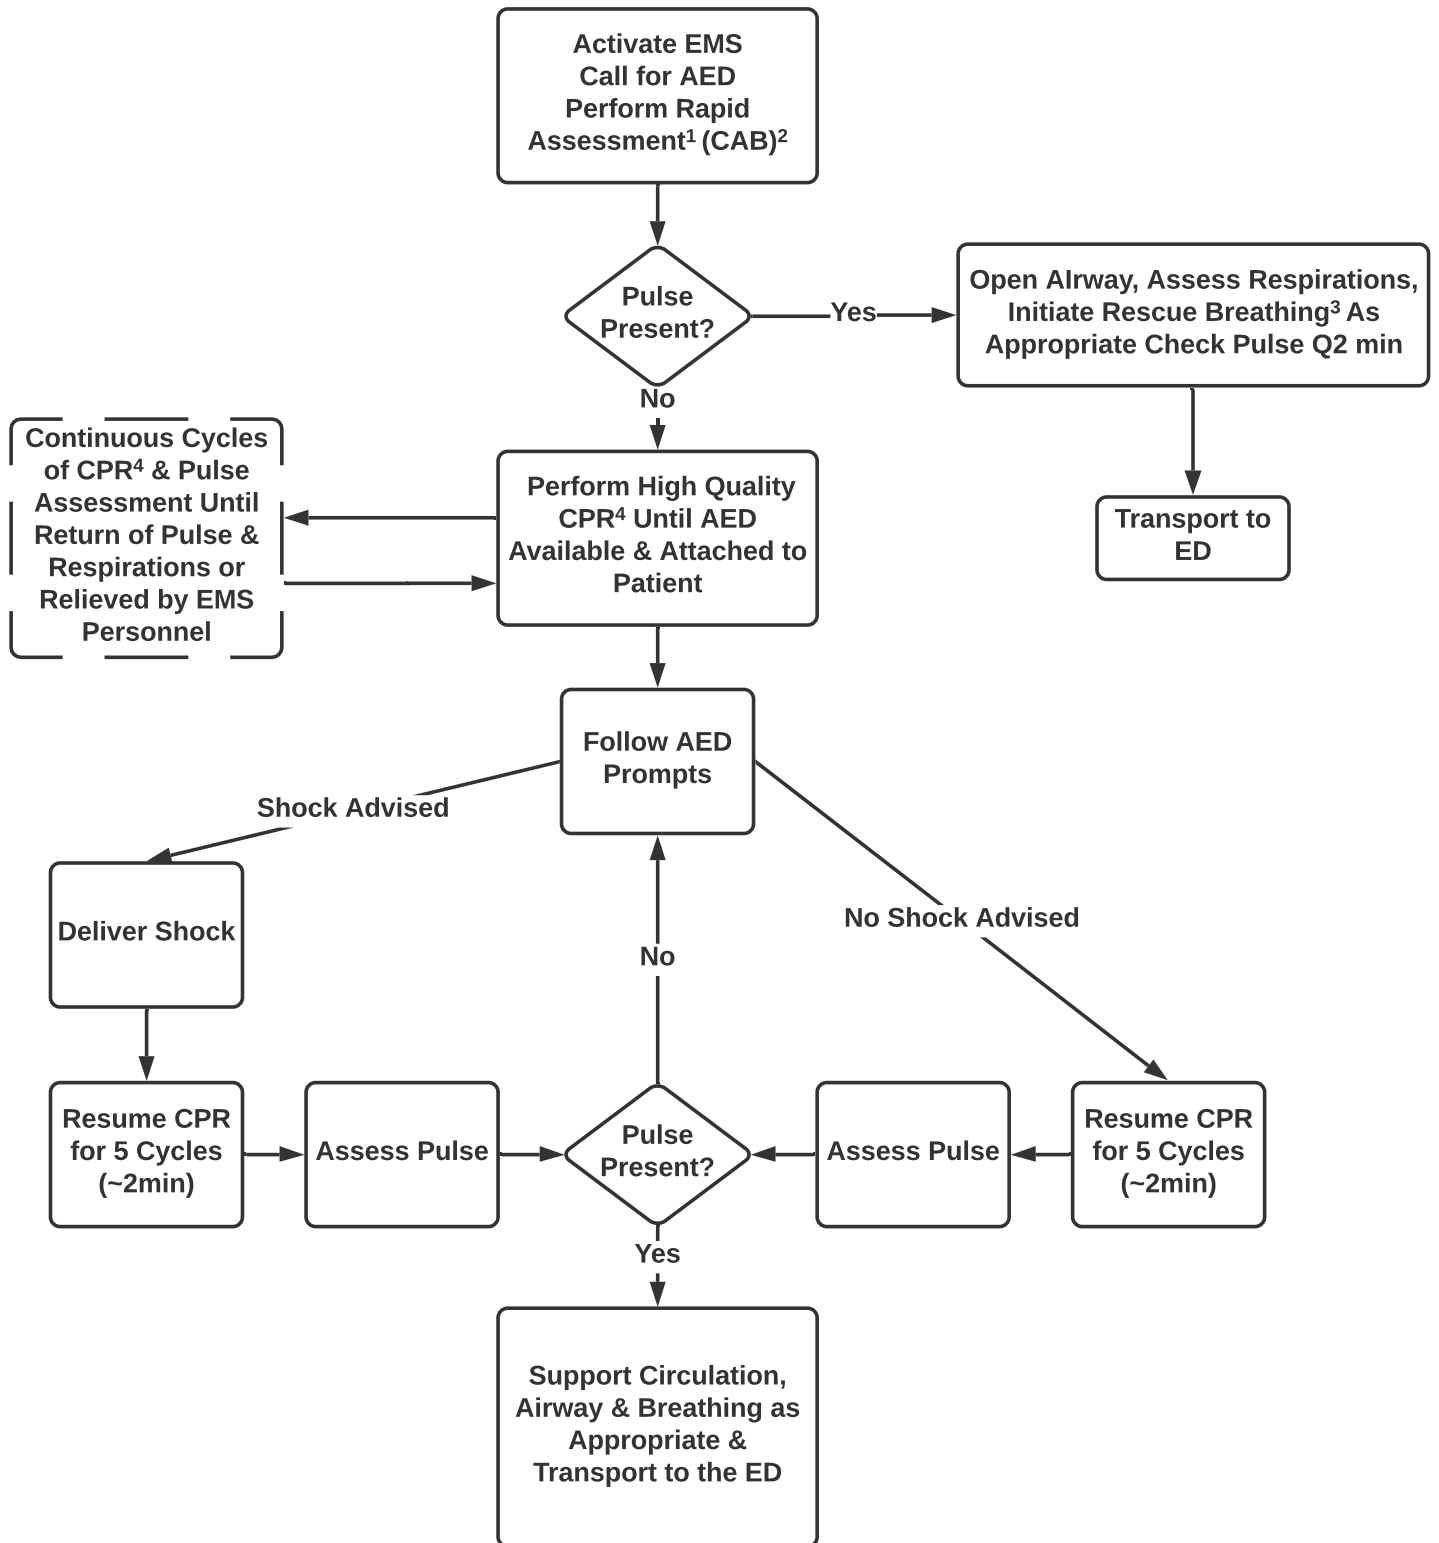 Activate EMS
Call for AED
Perform Rapid
Assessment¹ (CAB)²
Pulse
Present?
Yes
Open AIrway, Assess Respirations,
Initiate Rescue Breathing³ As
Appropriate Check Pulse Q2 min
No
Transport to
ED
Continuous Cycles
of CPR⁴ & Pulse
Assessment Until
Return of Pulse &
Respirations or
Relieved by EMS
Personnel
Perform High Quality
CPR⁴ Until AED
Available & Attached to
Patient
Follow AED
Prompts
Shock Advised
No Shock Advised
Deliver Shock
No
Resume CPR
for 5 Cycles
(~2min)
Assess Pulse
Pulse
Present?
Assess Pulse
Resume CPR
for 5 Cycles
(~2min)
Yes
Support Circulation,
Airway & Breathing as
Appropriate &
Transport to the ED